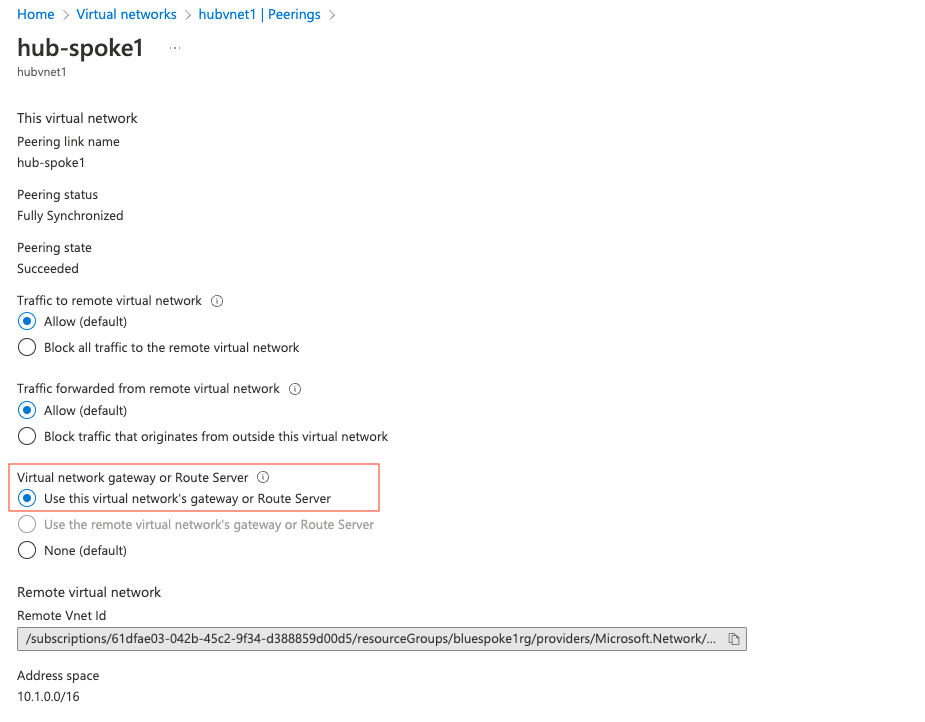 Home > Virtual networks > hubvnet1 | Peerings >
hub-spoke1 ...
hubvnet1
This virtual network
Peering link name
hub-spoke1
Peering status
Fully Synchronized
Peering state
Succeeded
Traffic to remote virtual network
Allow (default)
Block all traffic to the remote virtual network
Traffic forwarded from remote virtual network
Allow (default)
Block traffic that originates from outside this virtual network
Virtual network gateway or Route Server
Use this virtual network's gateway or Route Server
Use the remote virtual network's gateway or Route Server
None (default)
Remote virtual network
Remote Vnet Id
/subscriptions/61dfae03-042b-45c2-9f34-d388859d00d5/resourceGroups/bluespoke1rg/providers/Microsoft.Network/...
Address space
10.1.0.0/16